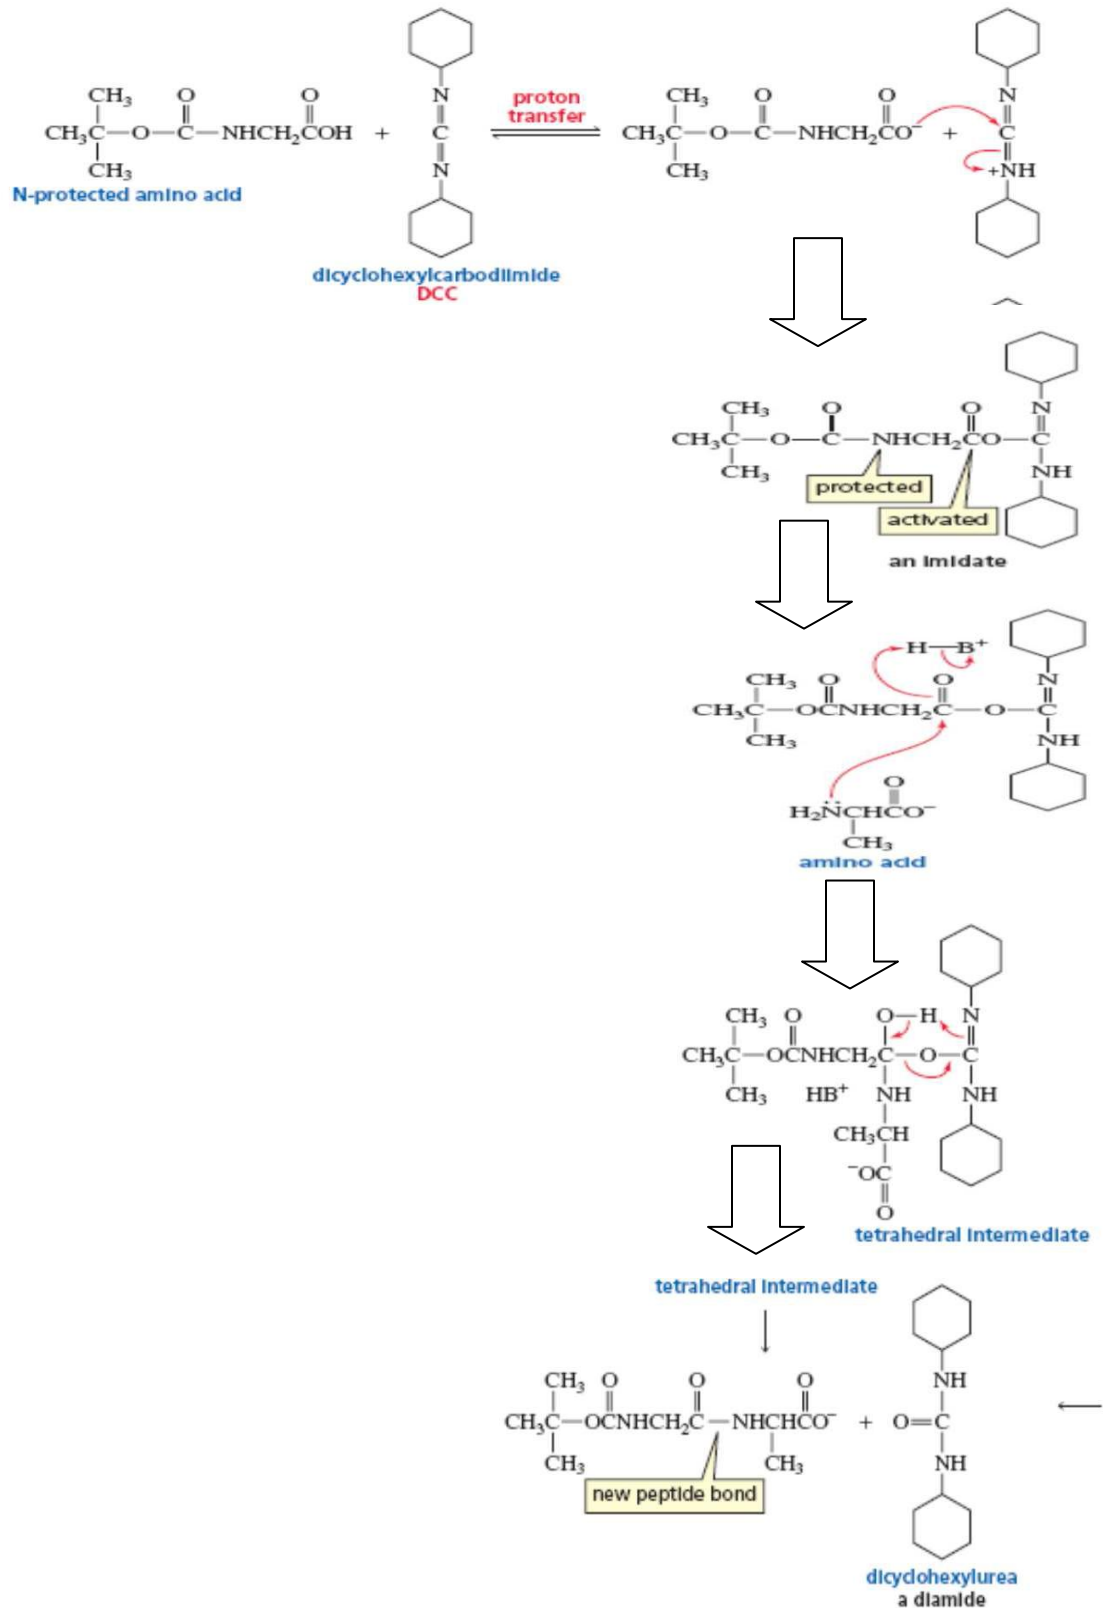 CH₃ O O N proton transfer CH₃ O O N
CH₃C—O—C—NHCH₂COH + C CH₃C—O—C—NHCH₂CO⁻ + C
CH₃ N CH₃ +NH
N-protected amino acid
dicyclohexylcarbodiimide
DCC
CH₃ O O N
CH₃C—O—C—NHCH₂CO—C
CH₃ NH
protected
activated
an imidate
H—B⁺
CH₃ O O N
CH₃C—OCNHCH₂C—O—C
CH₃ NH
O
H₂N̈CHCO⁻
CH₃
amino acid
CH₃ O O—H N
CH₃C—OCNHCH₂C—O—C
CH₃ HB⁺ NH NH
CH₃CH
⁻OC
O
tetrahedral intermediate
tetrahedral intermediate
CH₃ O O O NH
CH₃C—OCNHCH₂C—NHCHCO⁻ + O=C
CH₃ CH₃ NH
new peptide bond
dicyclohexylurea
a diamide